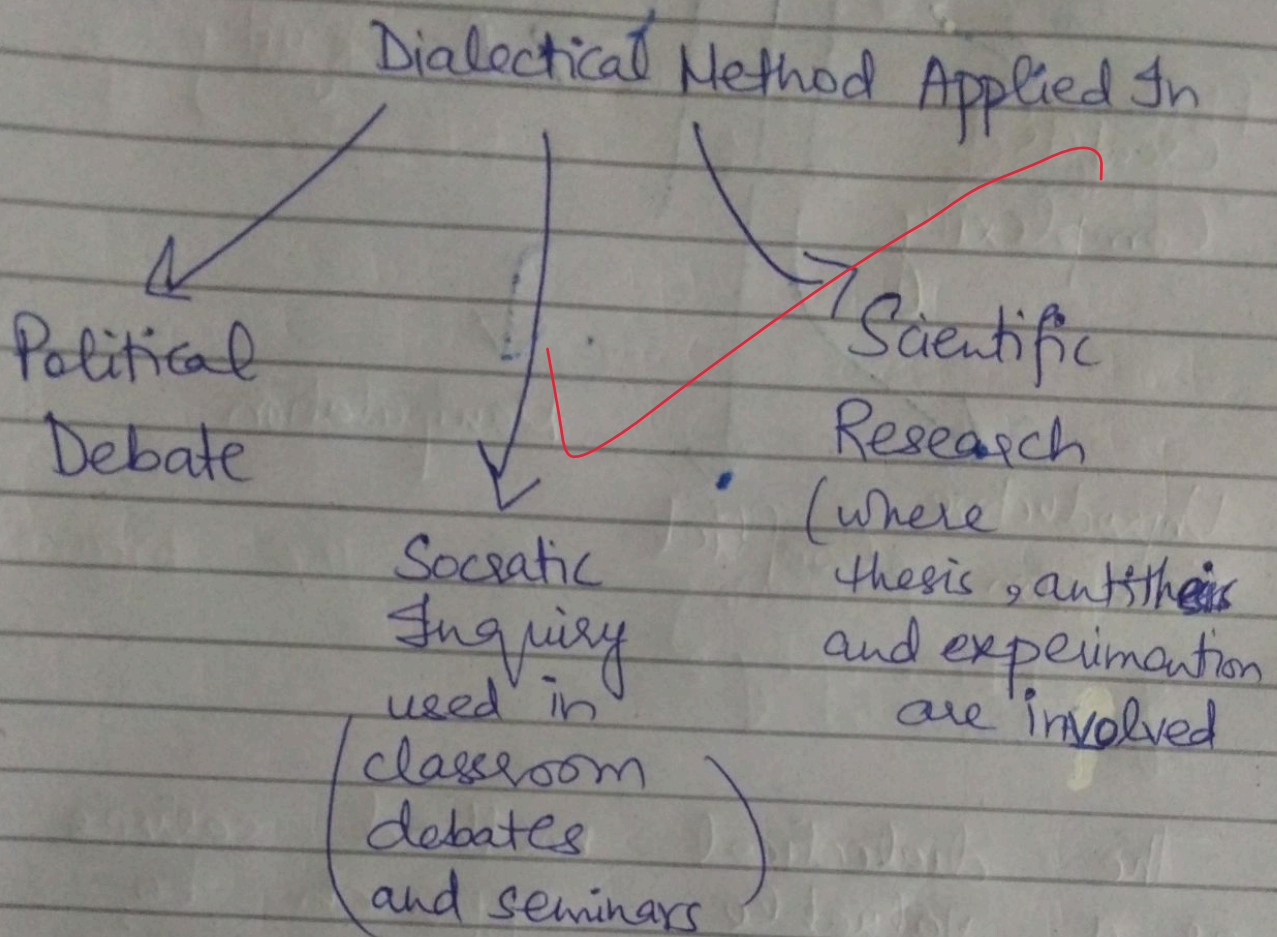 Dialectical Method Applied In
Political
Debate
Socratic
Inquiry
used in
(classroom
debates
and seminars)
Scientific
Research
(where
thesis, antithesis
and experimention
are involved